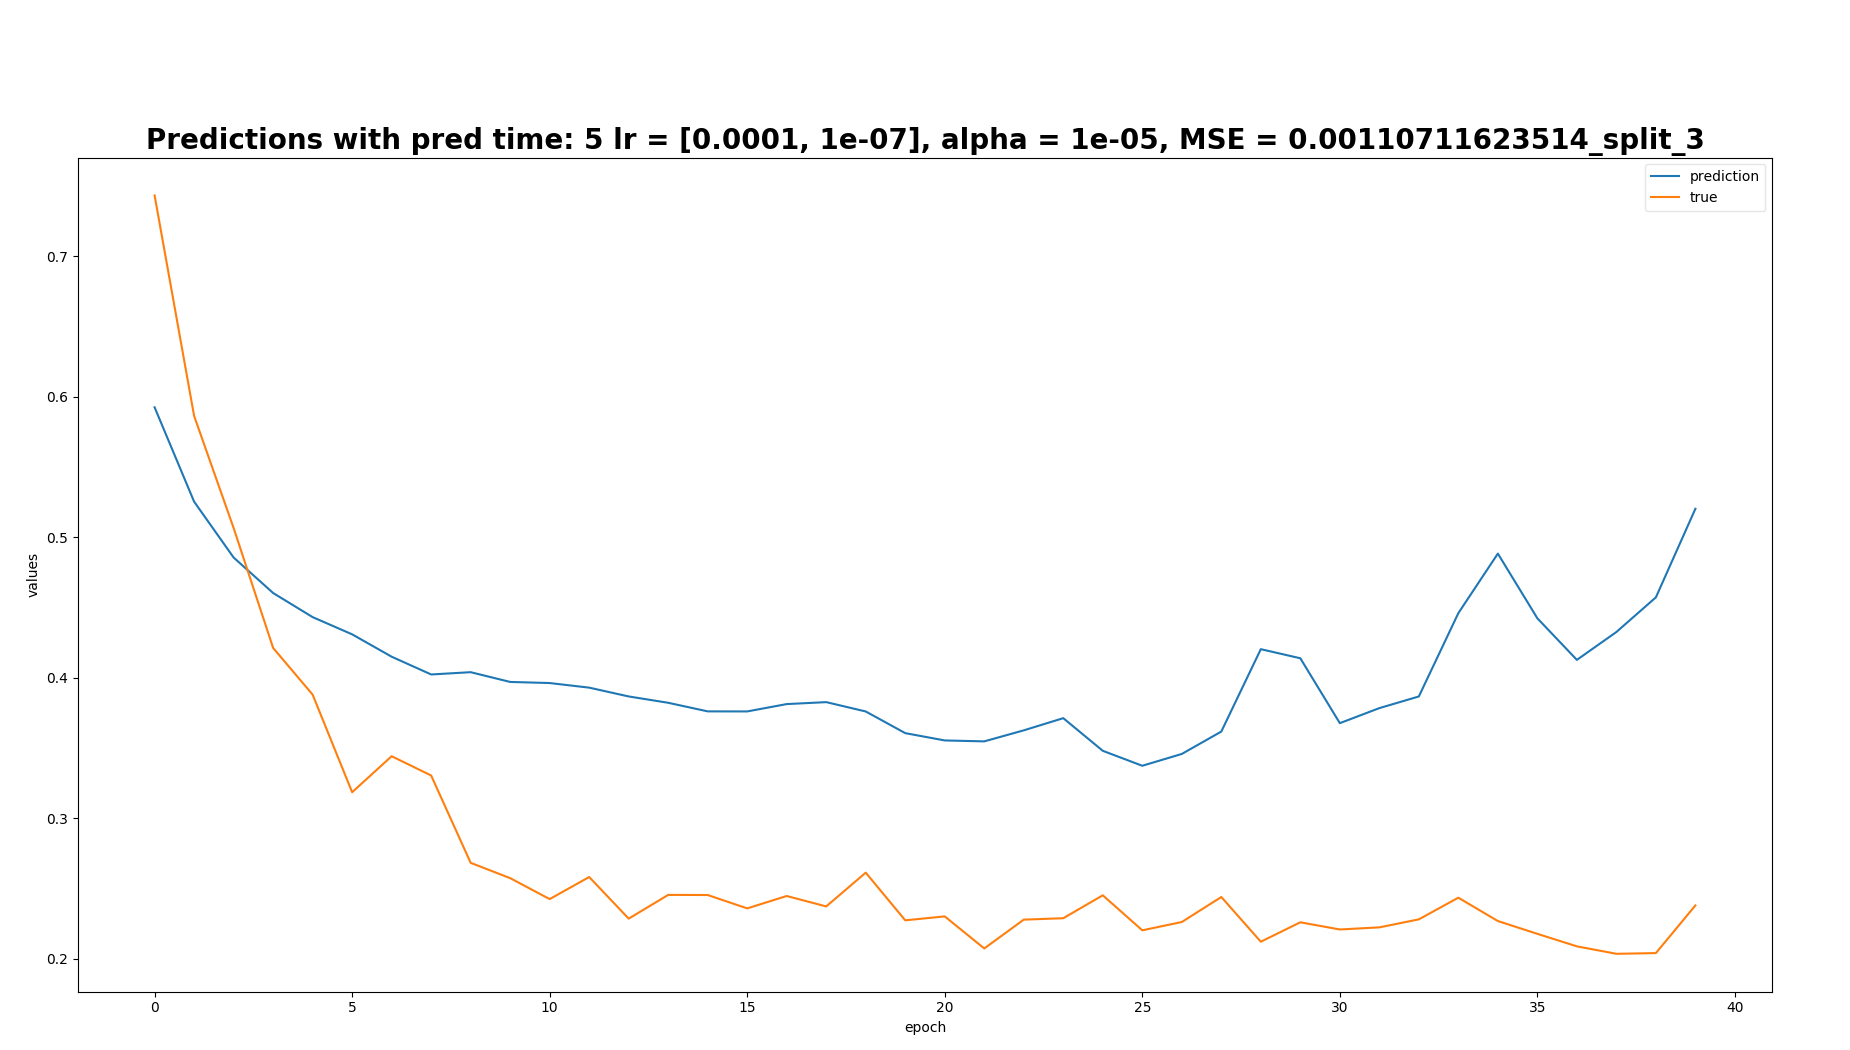 Predictions with pred time: 5 lr = [0.0001, 1e-07], alpha = 1e-05, MSE = 0.00110711623514_split_3
prediction
true
0.7
0.6
0.5
0.4
0.3
0.2
values
0 5 10 15 20 25 30 35 40
epoch